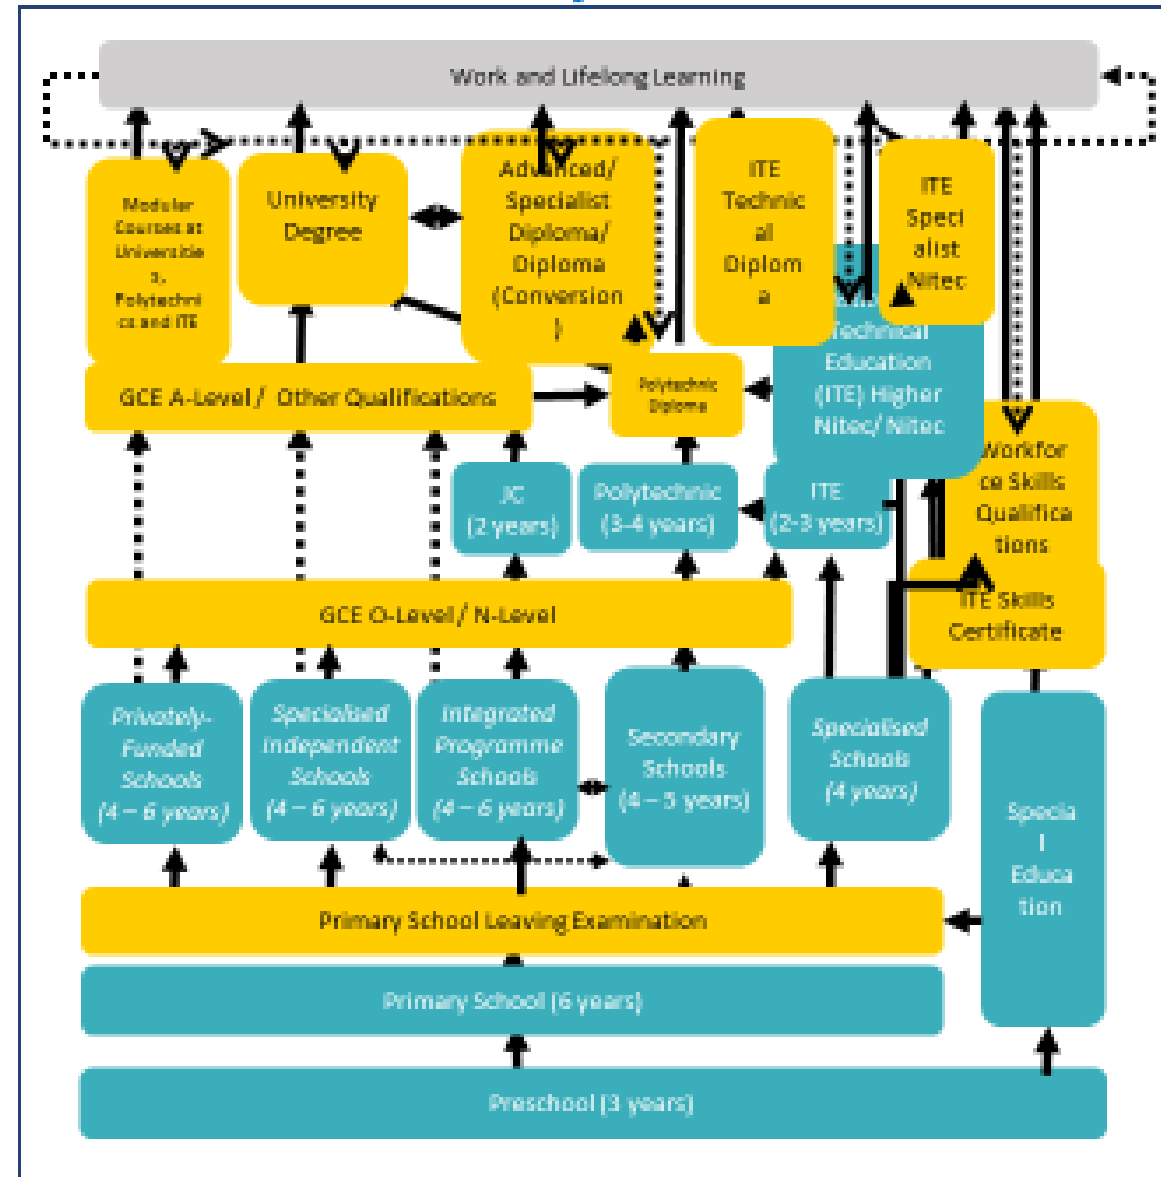 Work and Lifelong Learning
Modular
Courses at
Universitie
s,
Polytechni
cs and ITE
University
Degree
Advanced/
Specialist
Diploma/
Diploma
(Conversion
)
ITE
Technic
al
Diplom
a
ITE
Speci
alist
Nitec
Technical
Education
(ITE) Higher
Nitec/ Nitec
GCE A-Level / Other Qualifications
Polytechnic
Diploma
Workfor
ce Skills
Qualifica
tions
JC
(2 years)
Polytechnic
(3-4 years)
ITE
(2-3 years)
GCE O-Level / N-Level
ITE Skills
Certificate
Privately-
Funded
Schools
(4 – 6 years)
Specialised
Independent
Schools
(4 – 6 years)
Integrated
Programme
Schools
(4 – 6 years)
Secondary
Schools
(4 – 5 years)
Specialised
Schools
(4 years)
Specia
l
Educa
tion
Primary School Leaving Examination
Primary School (6 years)
Preschool (3 years)